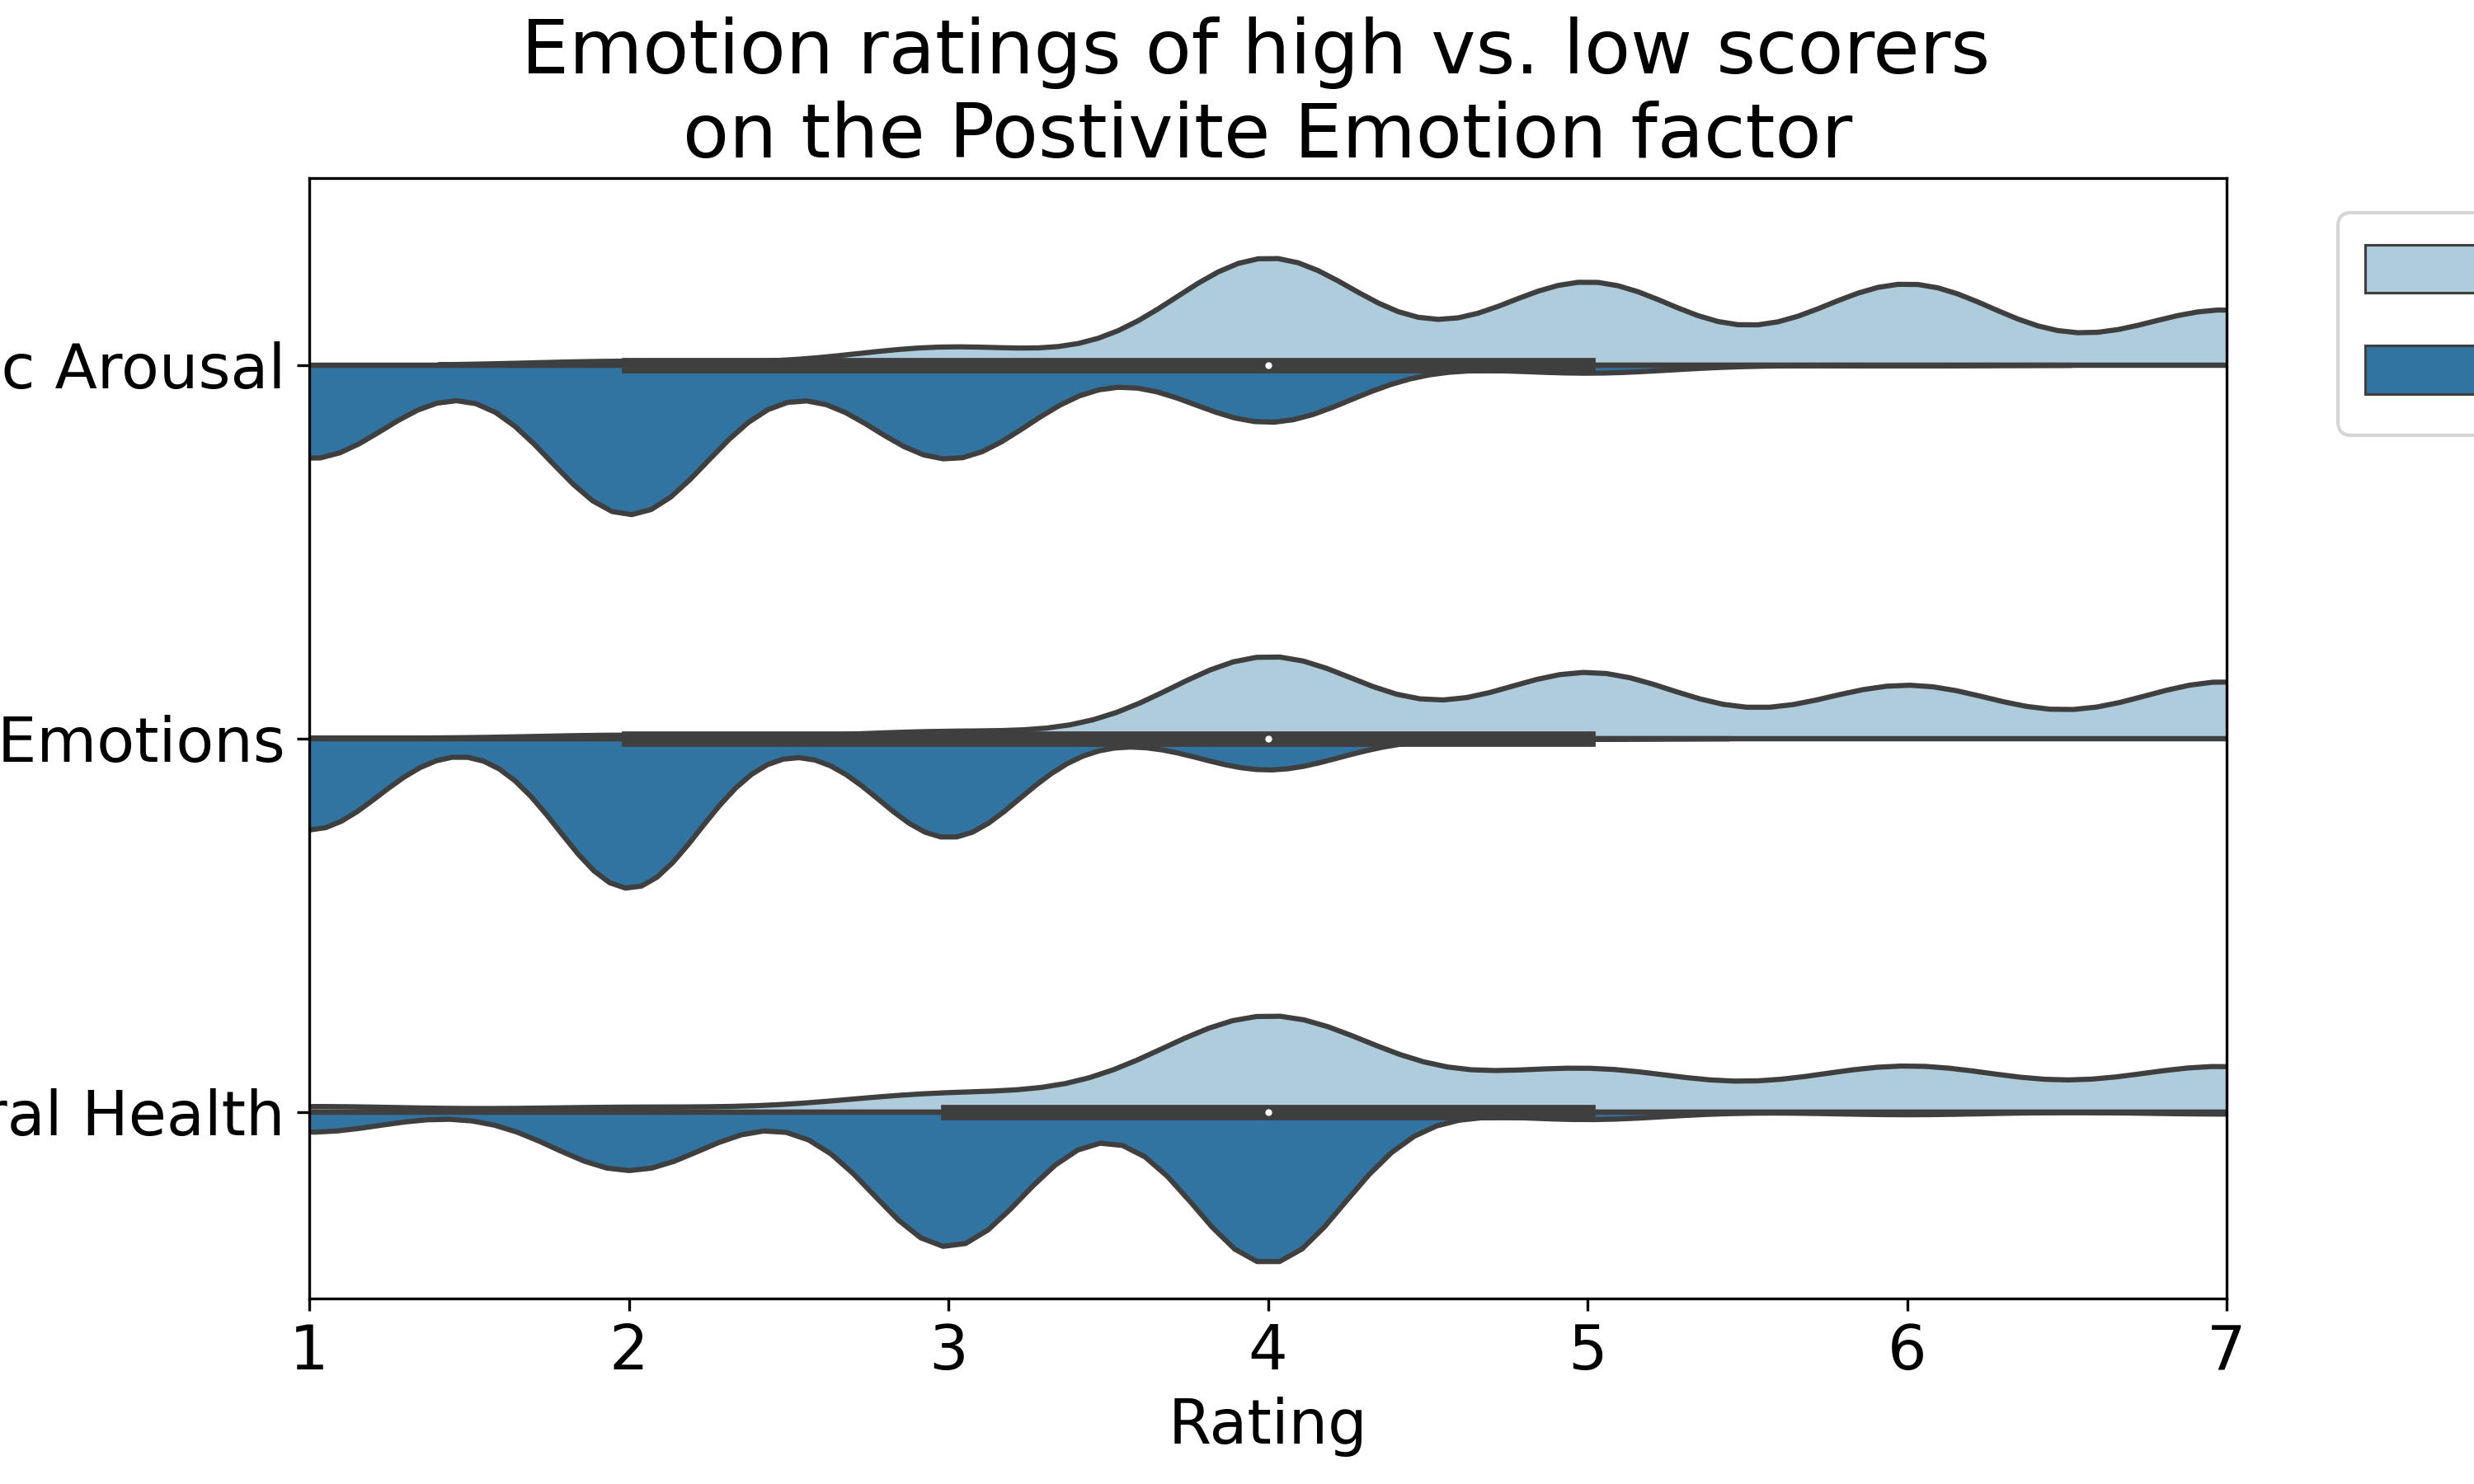 Emotion ratings of high vs. low scorers
on the Postivite Emotion factor
c Arousal
Emotions
al Health
1 2 3 4 5 6 7
Rating